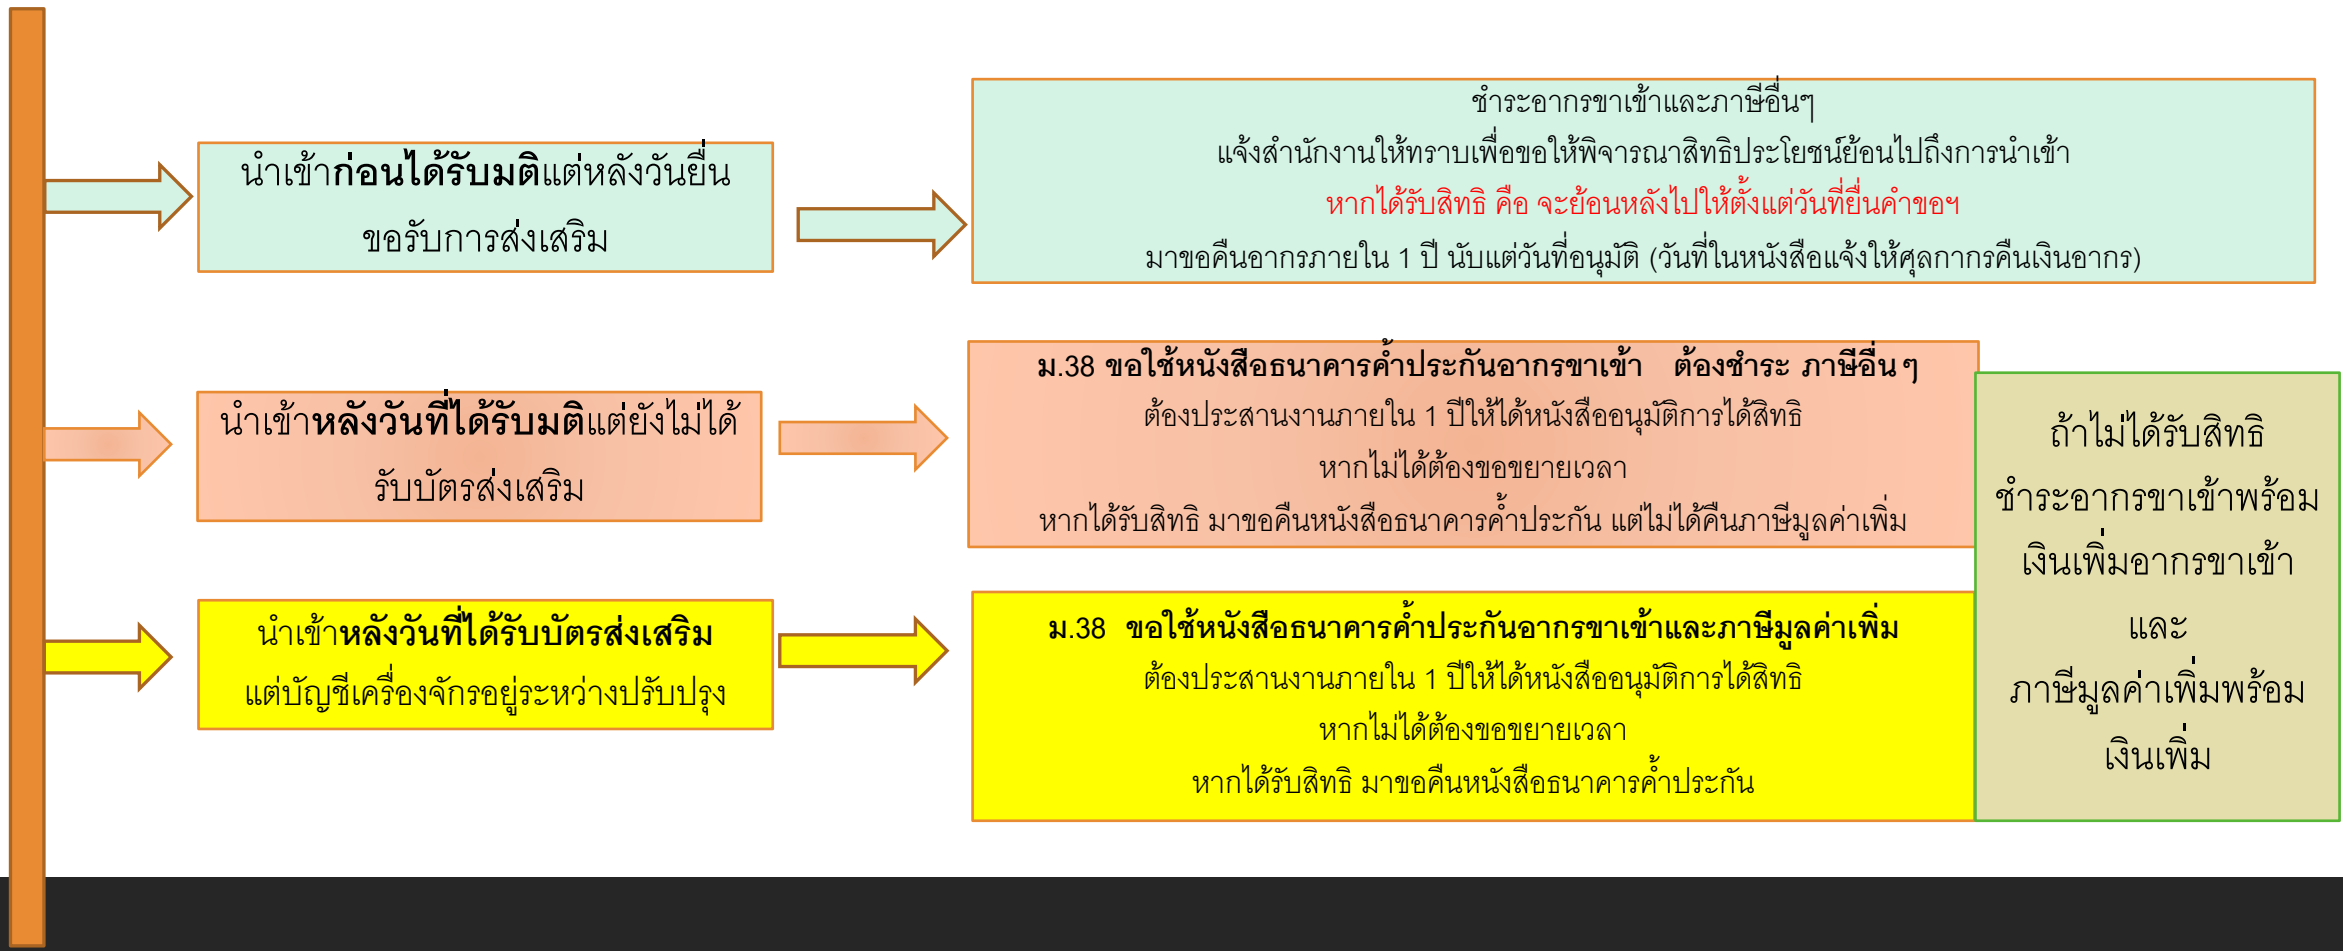 นำเข้าก่อนได้รับมติแต่หลังวันยื่น
ขอรับการส่งเสริม
ชำระอากรขาเข้าและภาษีอื่นๆ
แจ้งสำนักงานให้ทราบเพื่อขอให้พิจารณาสิทธิประโยชน์ย้อนไปถึงการนำเข้า
หากได้รับสิทธิ คือ จะย้อนหลังไปให้ตั้งแต่วันที่ยื่นคำขอฯ
มาขอคืนอากรภายใน 1 ปี นับแต่วันที่อนุมัติ (วันที่ในหนังสือแจ้งให้ศุลกากรคืนเงินอากร)
นำเข้าหลังวันที่ได้รับมติแต่ยังไม่ได้
รับบัตรส่งเสริม
ม.38 ขอใช้หนังสือธนาคารค้ำประกันอากรขาเข้า ต้องชำระ ภาษีอื่นๆ
ต้องประสานงานภายใน 1 ปีให้ได้หนังสืออนุมัติการได้สิทธิ
หากไม่ได้ต้องขอขยายเวลา
หากได้รับสิทธิ มาขอคืนหนังสือธนาคารค้ำประกัน แต่ไม่ได้คืนภาษีมูลค่าเพิ่ม
นำเข้าหลังวันที่ได้รับบัตรส่งเสริม
แต่บัญชีเครื่องจักรอยู่ระหว่างปรับปรุง
ม.38 ขอใช้หนังสือธนาคารค้ำประกันอากรขาเข้าและภาษีมูลค่าเพิ่ม
ต้องประสานงานภายใน 1 ปีให้ได้หนังสืออนุมัติการได้สิทธิ
หากไม่ได้ต้องขอขยายเวลา
หากได้รับสิทธิ มาขอคืนหนังสือธนาคารค้ำประกัน
ถ้าไม่ได้รับสิทธิ
ชำระอากรขาเข้าพร้อม
เงินเพิ่มอากรขาเข้า
และ
ภาษีมูลค่าเพิ่มพร้อม
เงินเพิ่ม